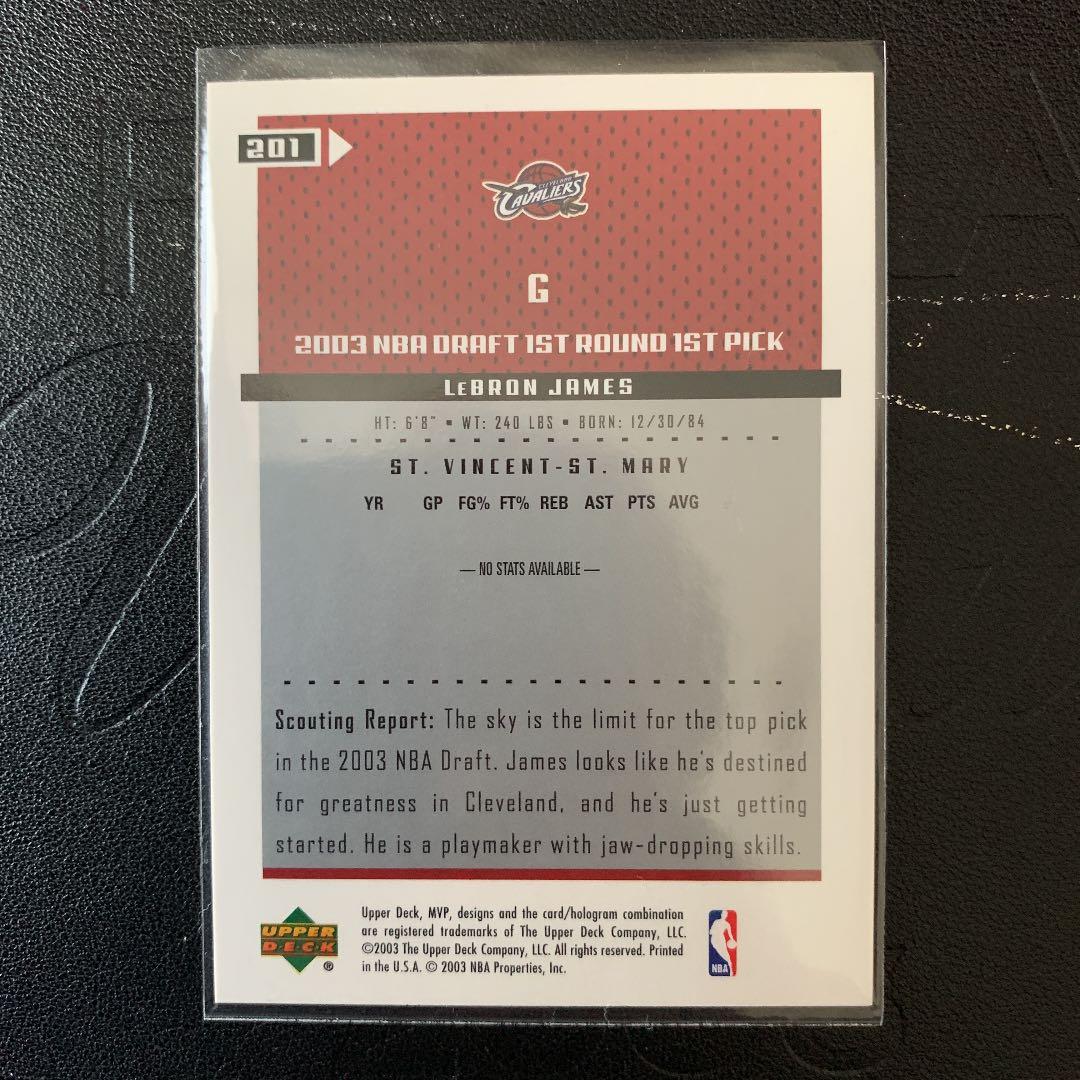 201
CLEVELAND
CAVALIERS
G
2003 NBA DRAFT 1ST ROUND 1ST PICK
LEBRON JAMES
HT: 6'8" ▪ WT: 240 LBS ▪ BORN: 12/30/84
ST. VINCENT-ST. MARY
YR GP FG% FT% REB AST PTS AVG
— NO STATS AVAILABLE —
Scouting Report: The sky is the limit for the top pick
in the 2003 NBA Draft. James looks like he's destined
for greatness in Cleveland, and he's just getting
started. He is a playmaker with jaw-dropping skills.
UPPER
DECK
®
Upper Deck, MVP, designs and the card/hologram combination
are registered trademarks of The Upper Deck Company, LLC.
©2003 The Upper Deck Company, LLC. All rights reserved. Printed
in the U.S.A. © 2003 NBA Properties, Inc.
NBA